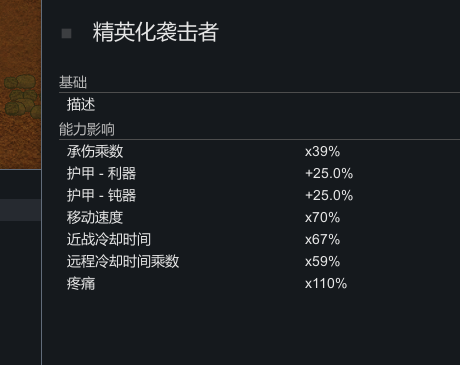 精英化袭击者
基础
描述
能力影响
承伤乘数 x39%
护甲 - 利器 +25.0%
护甲 - 钝器 +25.0%
移动速度 x70%
近战冷却时间 x67%
远程冷却时间乘数 x59%
疼痛 x110%